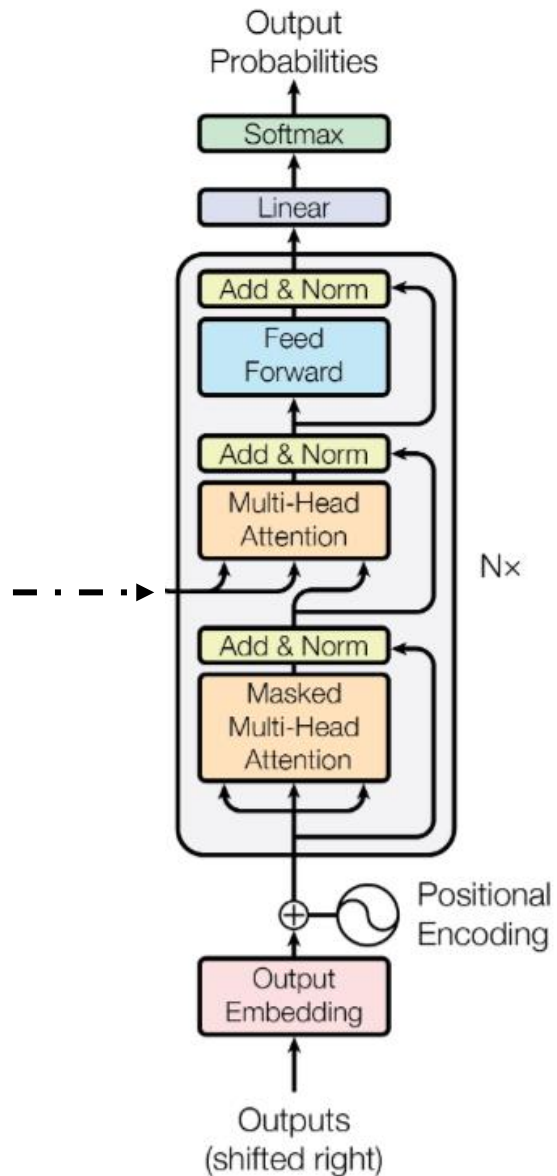 Output
Probabilities
Softmax
Linear
Add & Norm
Feed
Forward
Add & Norm
Multi-Head
Attention
N×
Add & Norm
Masked
Multi-Head
Attention
Positional
Encoding
Output
Embedding
Outputs
(shifted right)